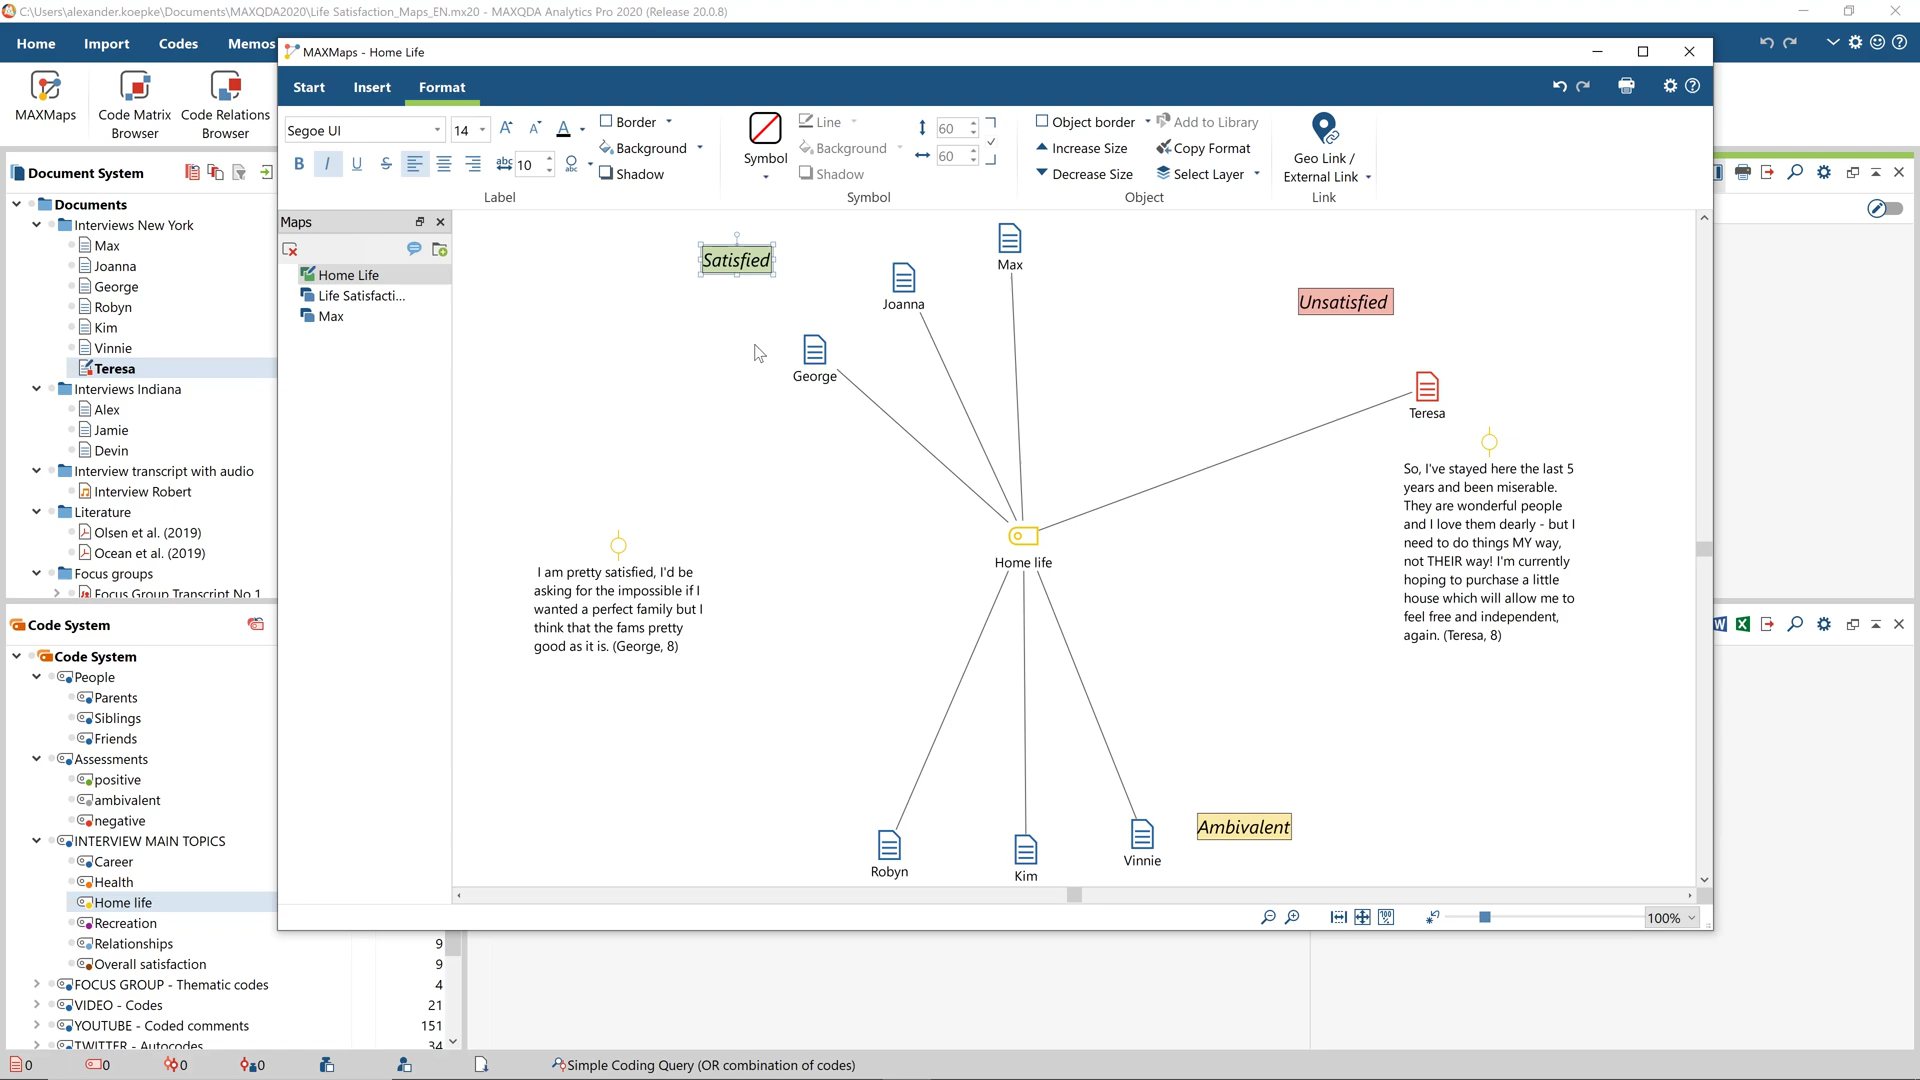 C:\Users\alexander.koepke\Documents\MAXQDA2020\Life Satisfaction_Maps_EN.mx20 - MAXQDA Analytics Pro 2020 (Release 20.0.8)
Home Import Codes Memos
MAXMaps
Code Matrix
Browser
Code Relations
Browser
MAXMaps - Home Life
Start Insert Format
Segoe UI
14
A A A
Border
B I U S
abc 10
abc
Background
Shadow
Label
Symbol
Line
Background
Shadow
60
60
Symbol
Object border
Increase Size
Decrease Size
Add to Library
Copy Format
Select Layer
Object
Geo Link /
External Link
Link
Document System
Documents
Interviews New York
Max
Joanna
George
Robyn
Kim
Vinnie
Teresa
Interviews Indiana
Alex
Jamie
Devin
Interview transcript with audio
Interview Robert
Literature
Olsen et al. (2019)
Ocean et al. (2019)
Focus groups
Focus Group Transcript No 1
Maps
Home Life
Life Satisfacti...
Max
Satisfied
Max
Joanna
George
Unsatisfied
Teresa
So, I've stayed here the last 5
years and been miserable.
They are wonderful people
and I love them dearly - but I
need to do things MY way,
not THEIR way! I'm currently
hoping to purchase a little
house which will allow me to
feel free and independent,
again. (Teresa, 8)
I am pretty satisfied, I'd be
asking for the impossible if I
wanted a perfect family but I
think that the fams pretty
good as it is. (George, 8)
Home life
Robyn
Kim
Vinnie
Ambivalent
100%
Code System
Code System
People
Parents
Siblings
Friends
Assessments
positive
ambivalent
negative
INTERVIEW MAIN TOPICS
Career
Health
Home life
Recreation
Relationships 9
Overall satisfaction 9
FOCUS GROUP - Thematic codes 4
VIDEO - Codes 21
YOUTUBE - Coded comments 151
TWITTER - Autocodes 34
0 0 0 0
Simple Coding Query (OR combination of codes)